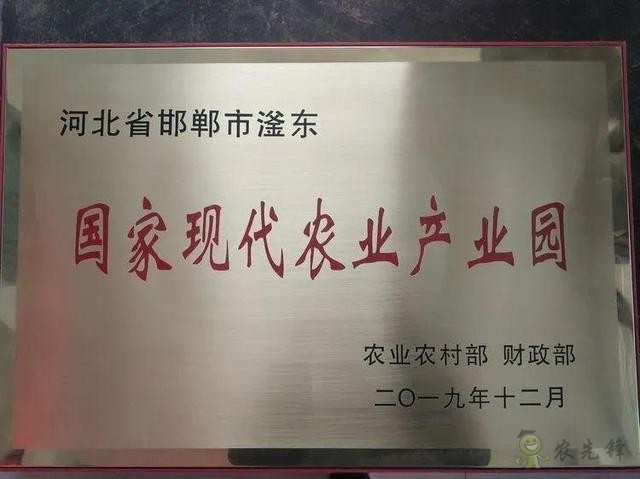 河北省邯郸市滏东
国家现代农业产业园
农业农村部 财政部
二〇一九年十二月
农先锋